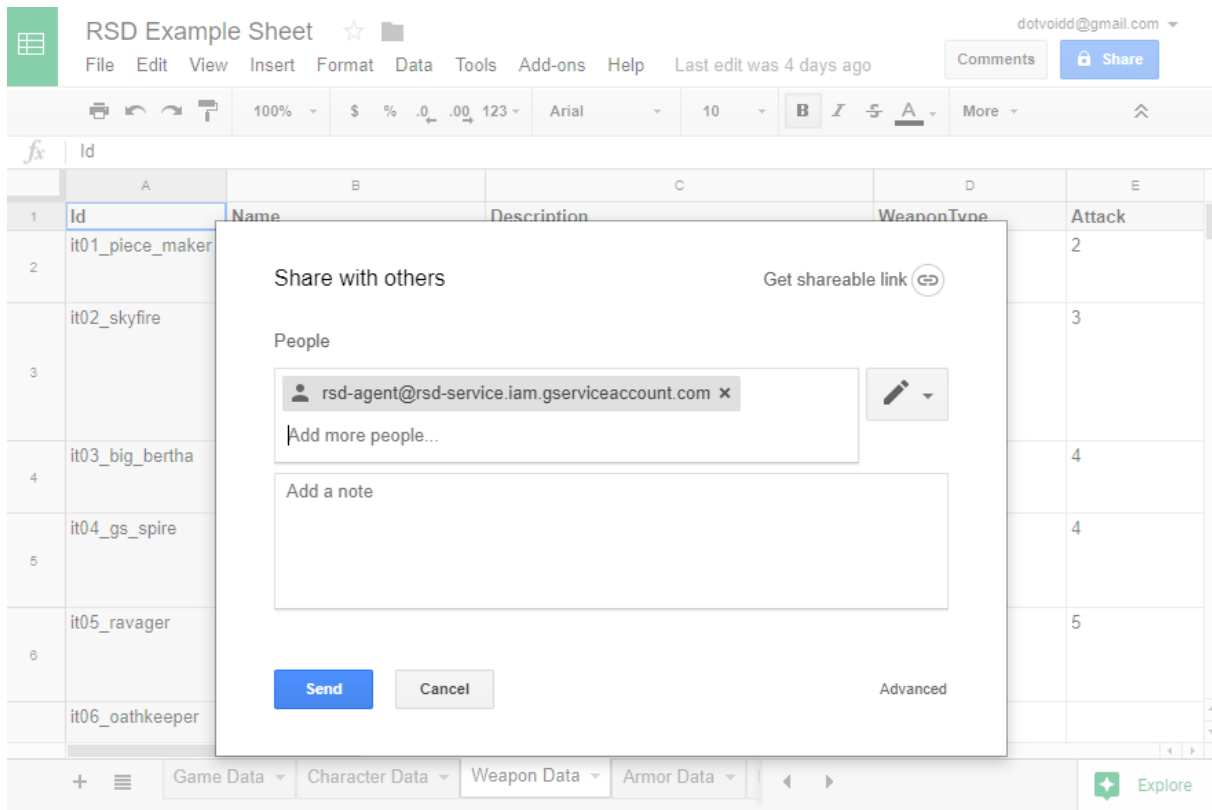 RSD Example Sheet
dotvoidd@gmail.com
File Edit View Insert Format Data Tools Add-ons Help Last edit was 4 days ago
Comments
Share
100% $ % .0 .00 123 Arial 10 B I S A More
fx Id
A B C D E
1 Id Name Description WeaponType Attack
2 it01_piece_maker 2
3 it02_skyfire 3
4 it03_big_bertha 4
5 it04_gs_spire 4
6 it05_ravager 5
it06_oathkeeper
Share with others
Get shareable link
People
rsd-agent@rsd-service.iam.gserviceaccount.com ×
Add more people...
Add a note
Send
Cancel
Advanced
+ Game Data Character Data Weapon Data Armor Data
Explore